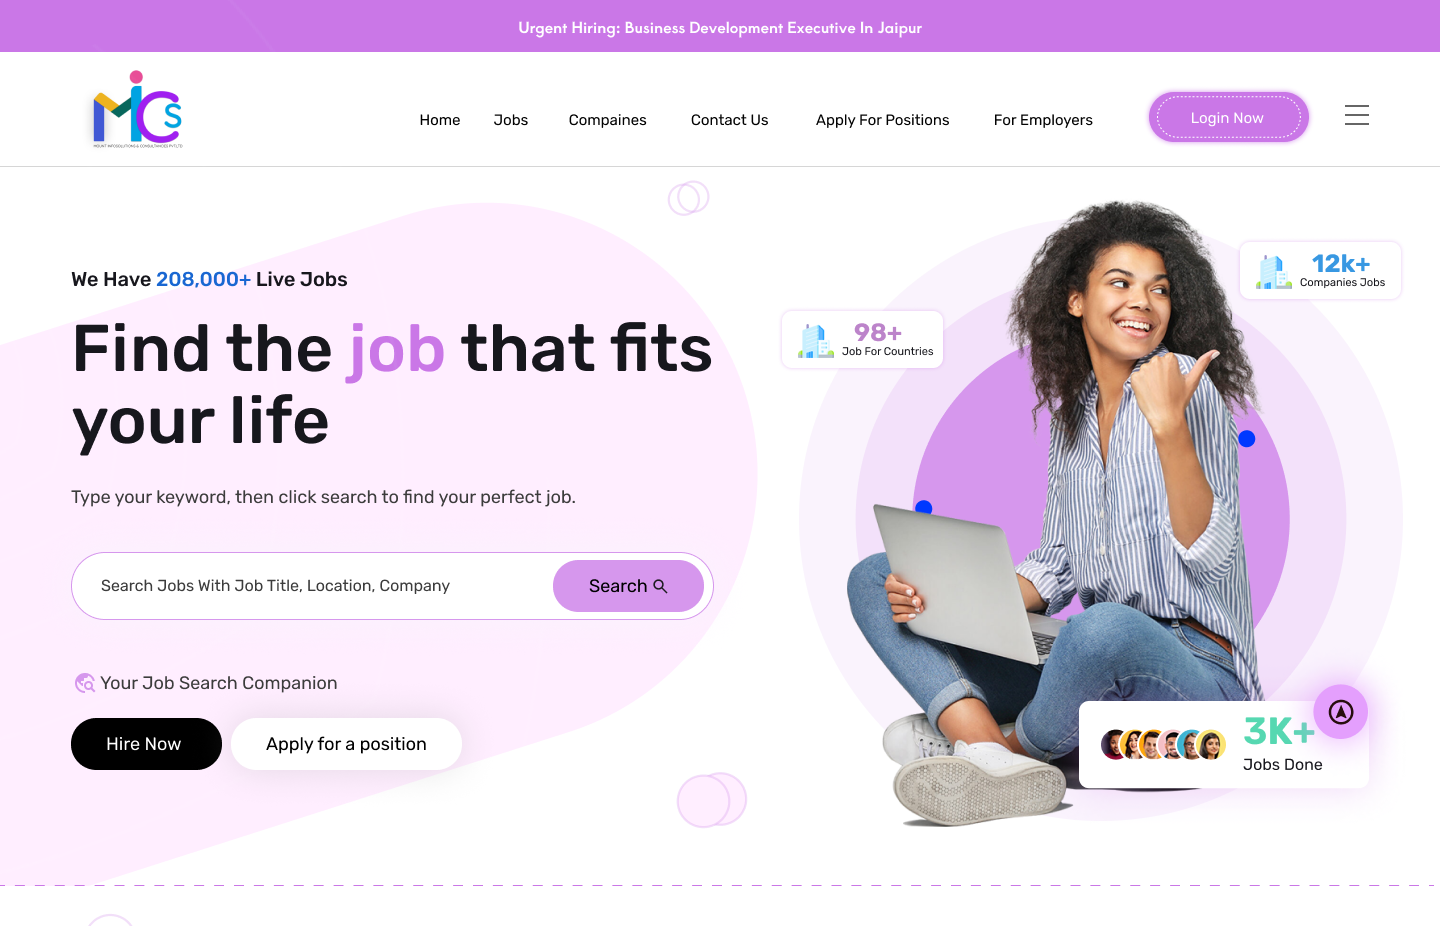 Urgent Hiring: Business Development Executive In Jaipur
MiCS
MOUNT INFOSOLUTIONS & CONSULTANCIES PVT.LTD
Home Jobs Compaines Contact Us Apply For Positions For Employers Login Now
We Have 208,000+ Live Jobs
Find the job that fits
your life
Type your keyword, then click search to find your perfect job.
Search Jobs With Job Title, Location, Company Search
Your Job Search Companion
Hire Now Apply for a position
98+
Job For Countries
12k+
Companies Jobs
3K+
Jobs Done